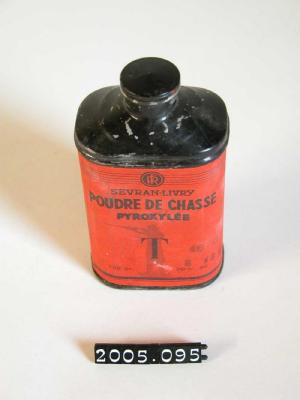 SEVRAN-LIVRY
POUDRE DE CHASSE
PYROXYLÉE
T
2005.095